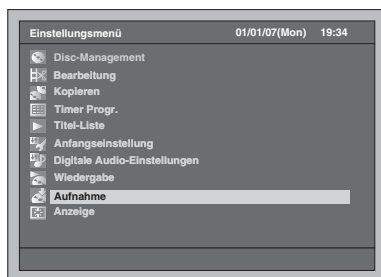 Einstellungsmenü 01/01/07(Mon) 19:34
Disc-Management
Bearbeitung
Kopieren
Timer Progr.
Titel-Liste
Anfangseinstellung
Digitale Audio-Einstellungen
Wiedergabe
Aufnahme
Anzeige